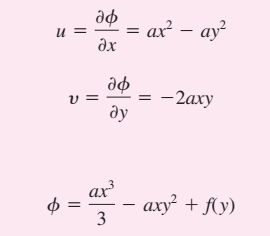 u = ∂ϕ/∂x = ax² − ay²
υ = ∂ϕ/∂y = −2axy
ϕ = ax³/3 − axy² + f(y)